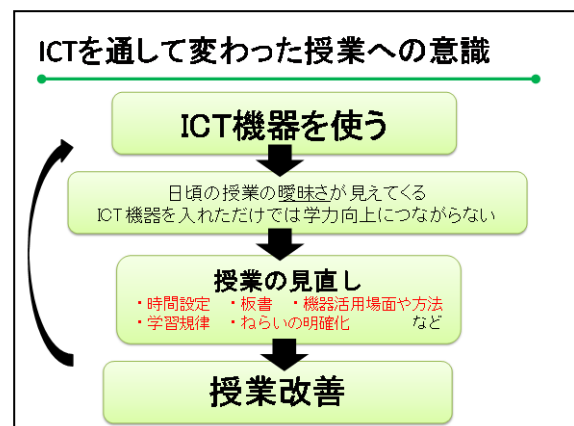 ICTを通して変わった授業への意識
ICT機器を使う
日頃の授業の曖昧さが見えてくる
ICT機器を入れただけでは学力向上につながらない
授業の見直し
・時間設定 ・板書 ・機器活用場面や方法
・学習規律 ・ねらいの明確化 など
授業改善